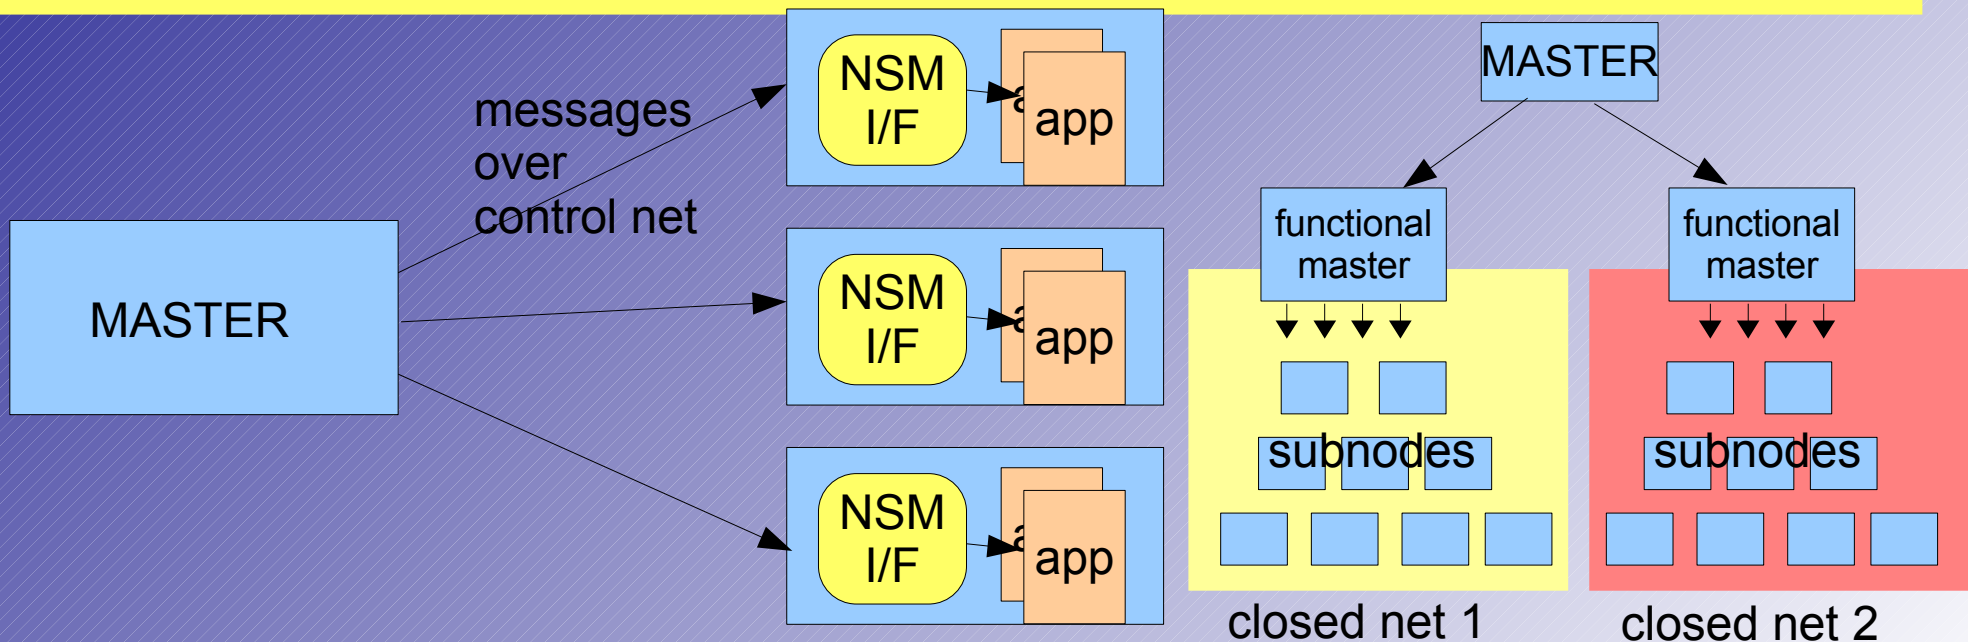 messages
over
control net
MASTER
NSM
I/F
app
NSM
I/F
app
NSM
I/F
app
MASTER
functional
master
functional
master
subnodes
subnodes
closed net 1
closed net 2